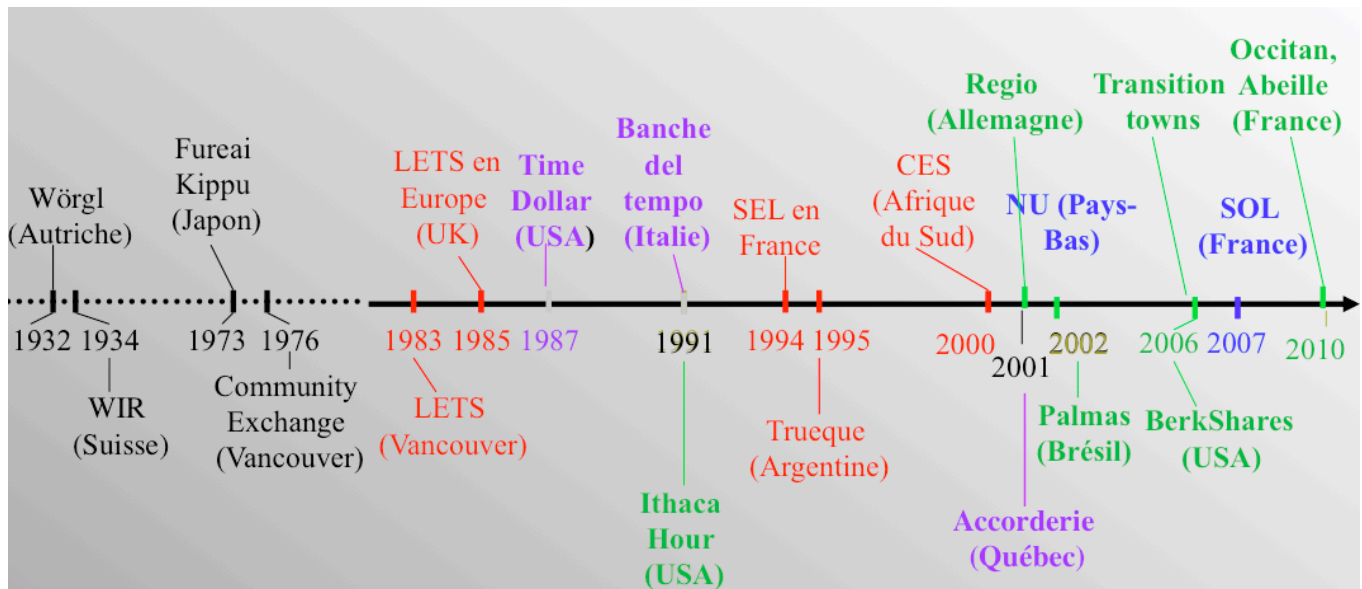 Wörgl
(Autriche)
Fureai
Kippu
(Japon)
LETS en
Europe
(UK)
Time
Dollar
(USA)
Banche
del
tempo
(Italie)
SEL en
France
CES
(Afrique
du Sud)
Regio
(Allemagne)
NU (Pays-
Bas)
Transition
towns
SOL
(France)
Occitan,
Abeille
(France)
1932
1934
1973
1976
1983
1985
1987
1991
1994
1995
2000
2001
2002
2006
2007
2010
WIR
(Suisse)
Community
Exchange
(Vancouver)
LETS
(Vancouver)
Ithaca
Hour
(USA)
Trueque
(Argentine)
Accorderie
(Québec)
Palmas
(Brésil)
BerkShares
(USA)